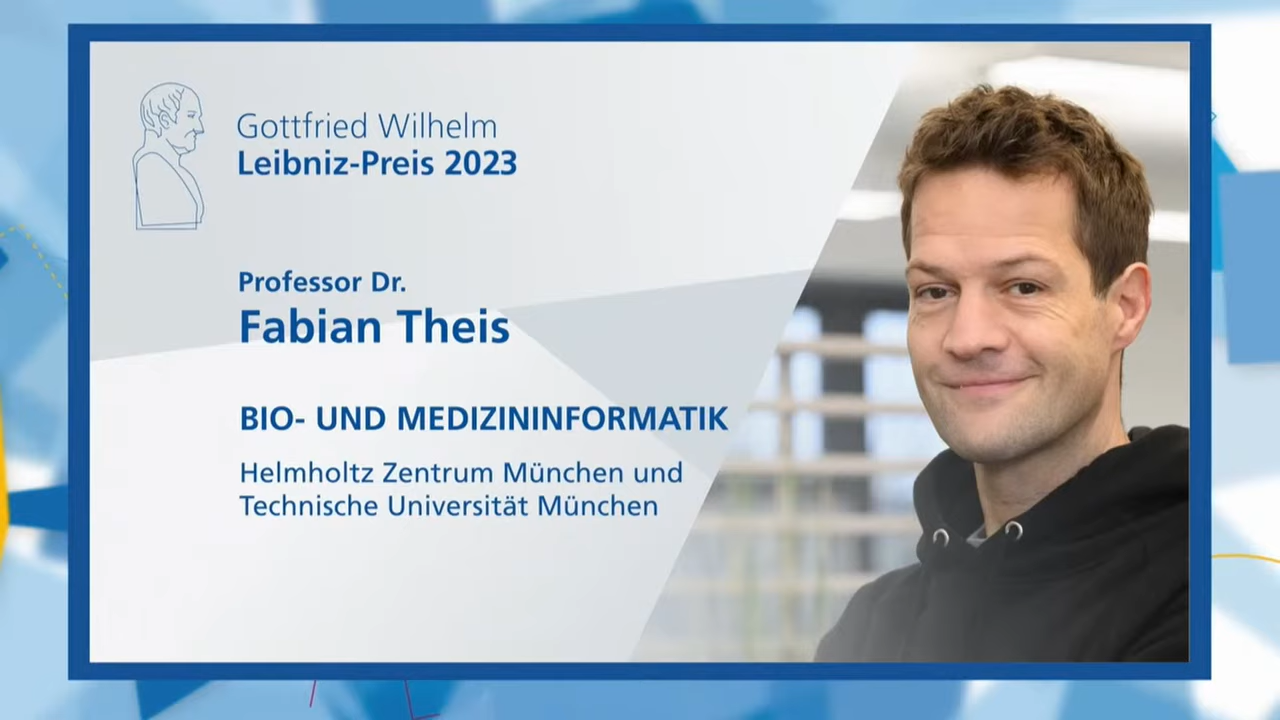 Gottfried Wilhelm
Leibniz-Preis 2023
Professor Dr.
Fabian Theis
BIO- UND MEDIZININFORMATIK
Helmholtz Zentrum München und
Technische Universität München